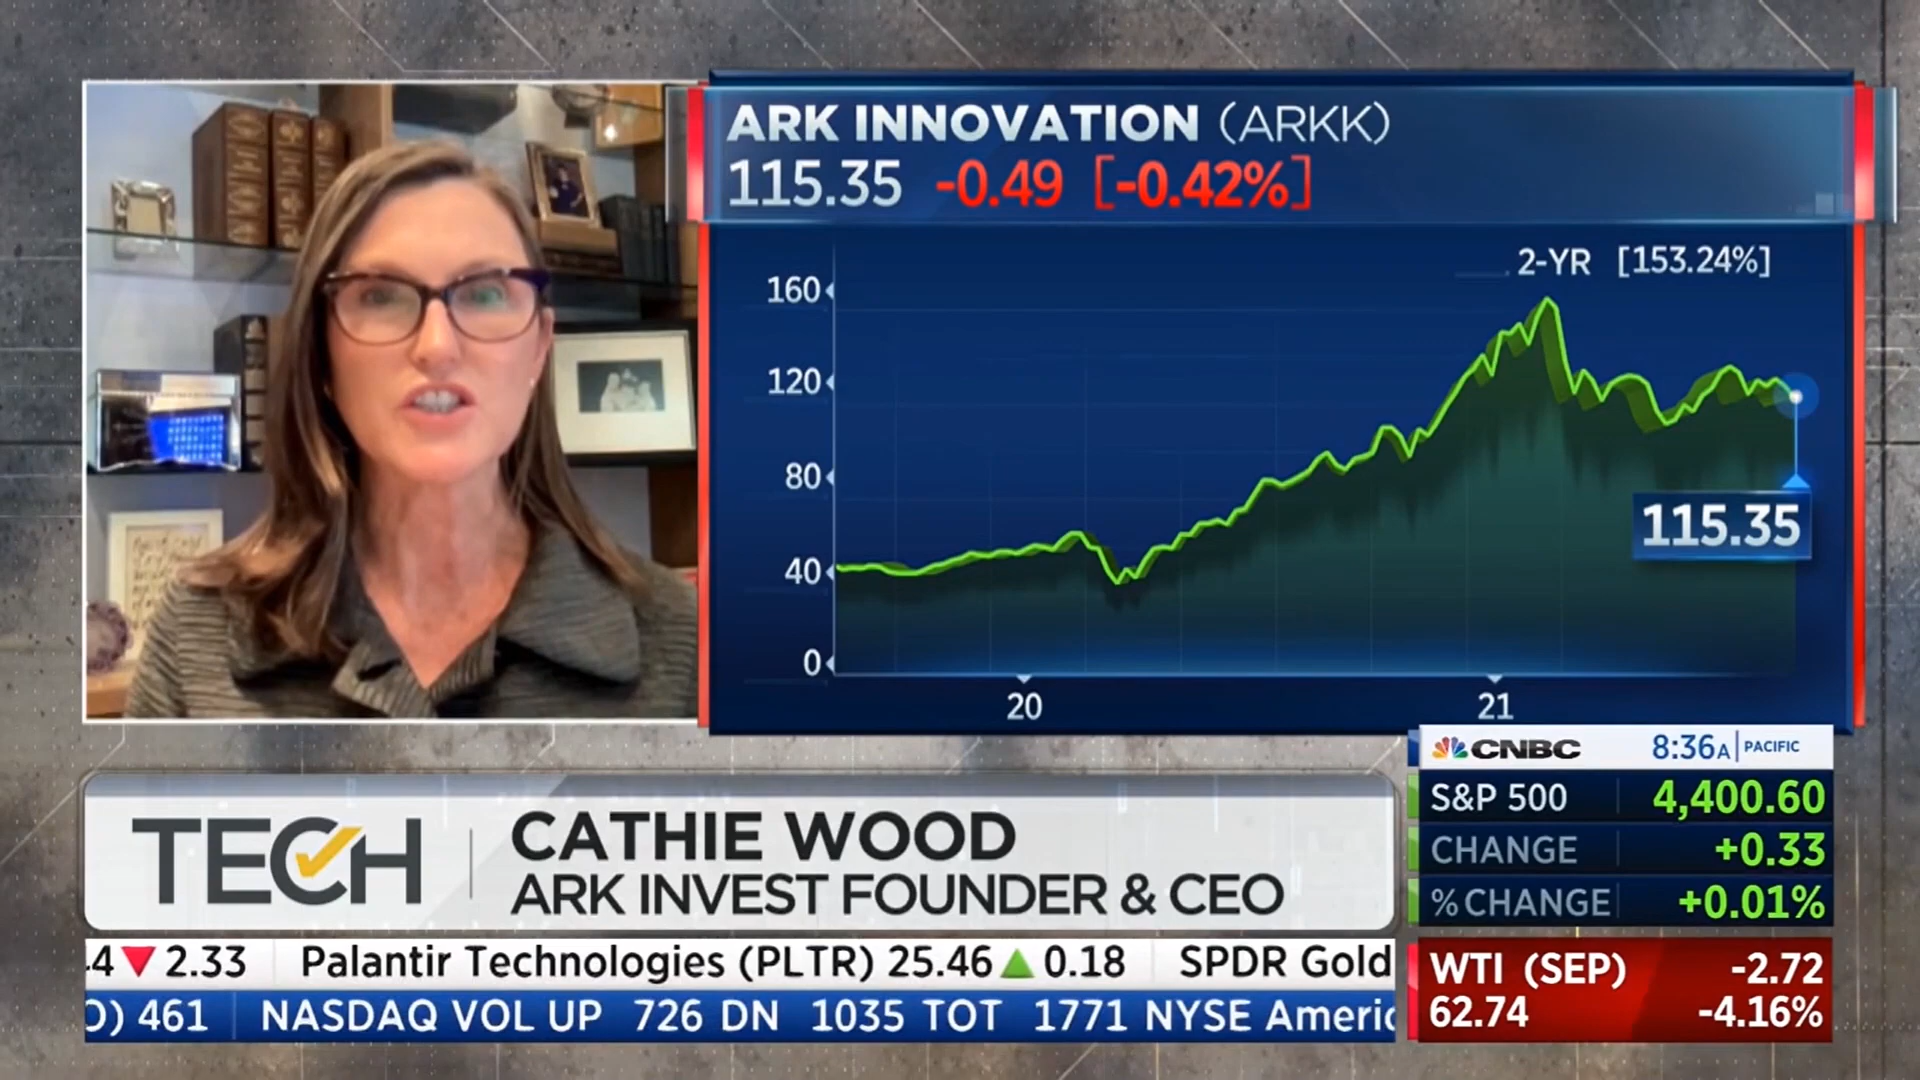 ARK INNOVATION (ARKK)
115.35 -0.49 [-0.42%]
2-YR [153.24%]
160
120
80
40
0
115.35
20 21
CNBC 8:36A PACIFIC
S&P 500 4,400.60
CHANGE +0.33
% CHANGE +0.01%
WTI (SEP) -2.72
62.74 -4.16%
TECH
CATHIE WOOD
ARK INVEST FOUNDER & CEO
.4 ▼ 2.33 Palantir Technologies (PLTR) 25.46 ▲ 0.18 SPDR Gold
O) 461 NASDAQ VOL UP 726 DN 1035 TOT 1771 NYSE Americ